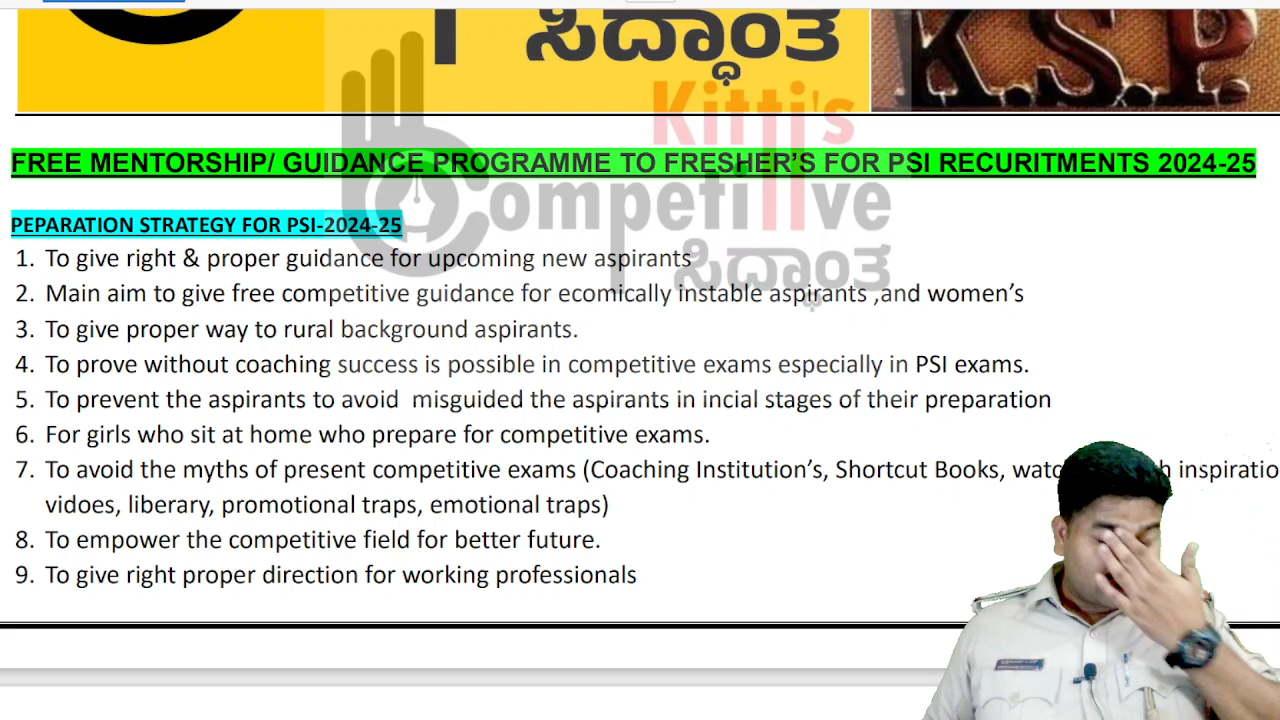 ಸಿದ್ಧಾಂತ
K.S.P.
Kitti's
Competitive
ಸಿದ್ಧಾಂತ
FREE MENTORSHIP/ GUIDANCE PROGRAMME TO FRESHER’S FOR PSI RECURITMENTS 2024-25
PEPARATION STRATEGY FOR PSI-2024-25
1. To give right & proper guidance for upcoming new aspirants
2. Main aim to give free competitive guidance for ecomically instable aspirants ,and women’s
3. To give proper way to rural background aspirants.
4. To prove without coaching success is possible in competitive exams especially in PSI exams.
5. To prevent the aspirants to avoid misguided the aspirants in incial stages of their preparation
6. For girls who sit at home who prepare for competitive exams.
7. To avoid the myths of present competitive exams (Coaching Institution’s, Shortcut Books, inspiratio
vidoes, liberary, promotional traps, emotional traps)
8. To empower the competitive field for better future.
9. To give right proper direction for working professionals